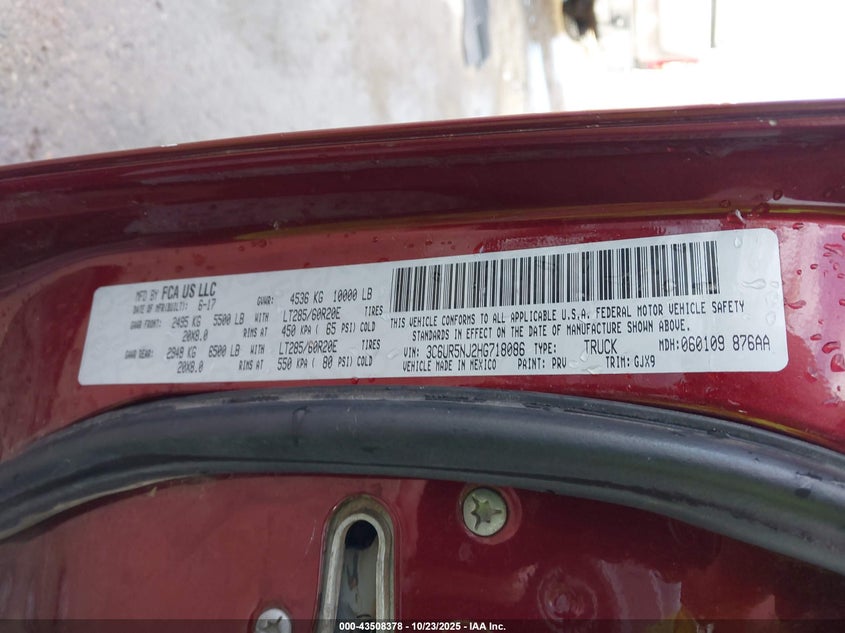 MFD BY FCA US LLC
DATE OF MFR(BUILT): 6-17 GVWR: 4536 KG 10000 LB
GAWR FRONT: 2495 KG 5500 LB WITH LT285/60R20E TIRES
20X8.0 RIMS AT 450 KPA ( 65 PSI) COLD
GAWR REAR: 2948 KG 6500 LB WITH LT285/60R20E TIRES
20X8.0 RIMS AT 550 KPA ( 80 PSI) COLD
THIS VEHICLE CONFORMS TO ALL APPLICABLE U.S.A. FEDERAL MOTOR VEHICLE SAFETY
STANDARDS IN EFFECT ON THE DATE OF MANUFACTURE SHOWN ABOVE.
VIN: 3C6UR5NJ2HG718086 TYPE: TRUCK MDH:060109 876AA
VEHICLE MADE IN MEXICO PAINT: PRV TRIM: GJX9
000-43508378 - 10/23/2025 - IAA Inc.